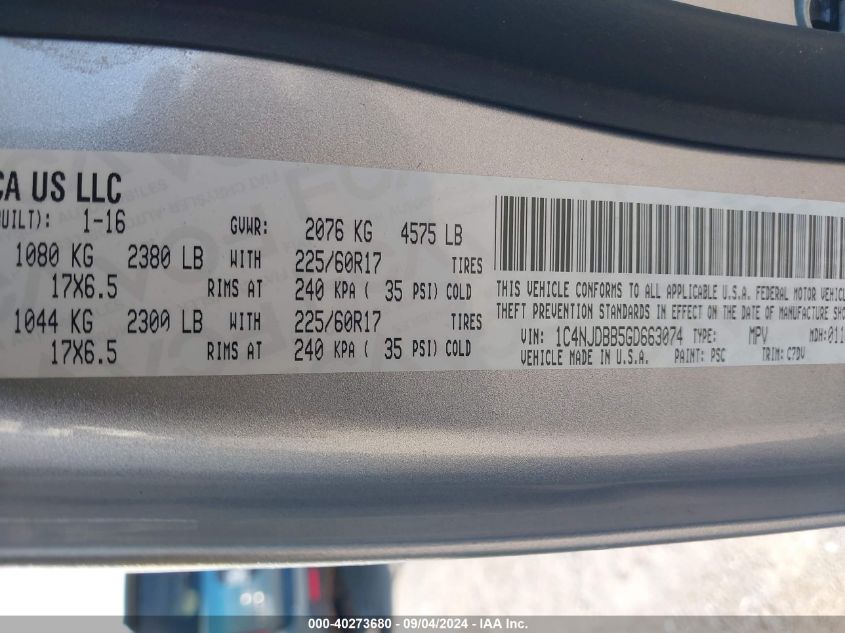 CA US LLC
BUILT): 1-16 GVWR: 2076 KG 4575 LB
1080 KG 2380 LB WITH 225/60R17 TIRES
17X6.5 RIMS AT 240 KPA ( 35 PSI) COLD
1044 KG 2300 LB WITH 225/60R17 TIRES
17X6.5 RIMS AT 240 KPA ( 35 PSI) COLD
THIS VEHICLE CONFORMS TO ALL APPLICABLE U.S.A. FEDERAL MOTOR VEHICL
THEFT PREVENTION STANDARDS IN EFFECT ON THE DATE OF MANUFACTURE SHO
VIN: 1C4NJDBB5GD663074 TYPE: MPV MDH:011
VEHICLE MADE IN U.S.A. PAINT: PSC TRIM: C7DV
000-40273680 - 09/04/2024 - IAA Inc.